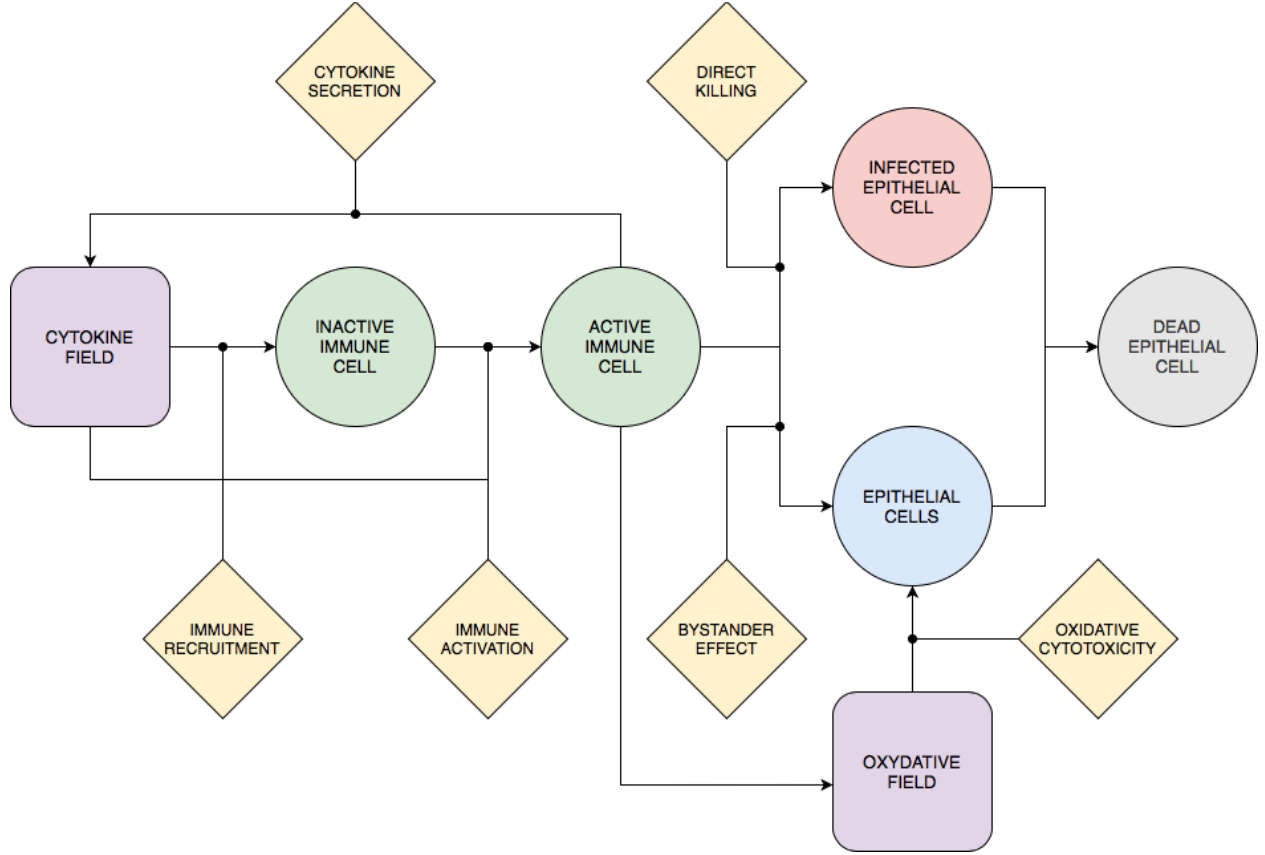 CYTOKINE
SECRETION
DIRECT
KILLING
INFECTED
EPITHELIAL
CELL
CYTOKINE
FIELD
INACTIVE
IMMUNE
CELL
ACTIVE
IMMUNE
CELL
DEAD
EPITHELIAL
CELL
EPITHELIAL
CELLS
IMMUNE
RECRUITMENT
IMMUNE
ACTIVATION
BYSTANDER
EFFECT
OXIDATIVE
CYTOTOXICITY
OXYDATIVE
FIELD